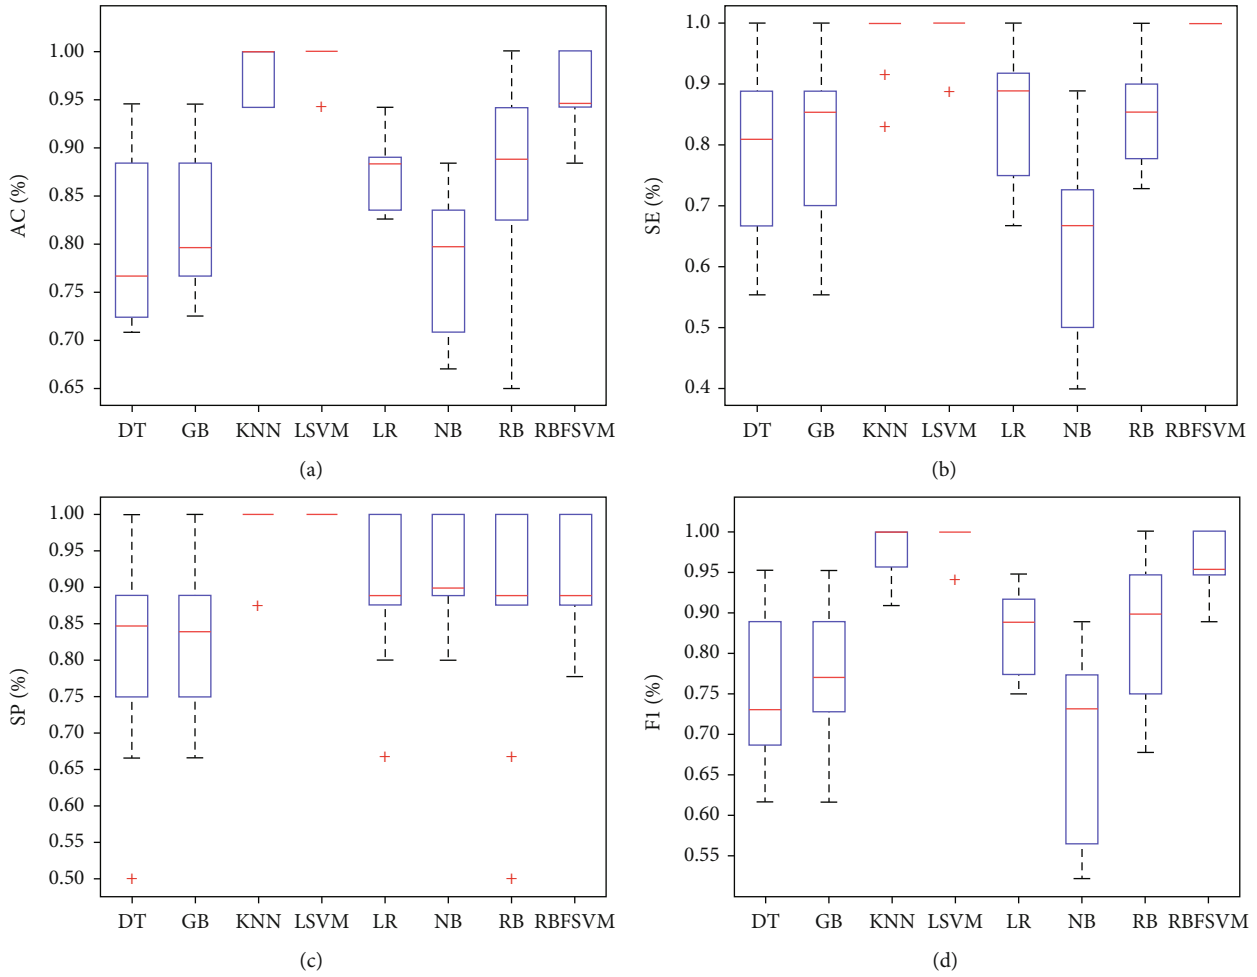 AC (%)
1.00
0.95
0.90
0.85
0.80
0.75
0.70
0.65
DT GB KNN LSVM LR NB RB RBFSVM
(a)
SE (%)
1.0
0.9
0.8
0.7
0.6
0.5
0.4
DT GB KNN LSVM LR NB RB RBFSVM
(b)
SP (%)
1.00
0.95
0.90
0.85
0.80
0.75
0.70
0.65
0.60
0.55
0.50
DT GB KNN LSVM LR NB RB RBFSVM
(c)
F1 (%)
1.00
0.95
0.90
0.80
0.75
0.70
0.65
0.60
0.55
DT GB KNN LSVM LR NB RB RBFSVM
(d)